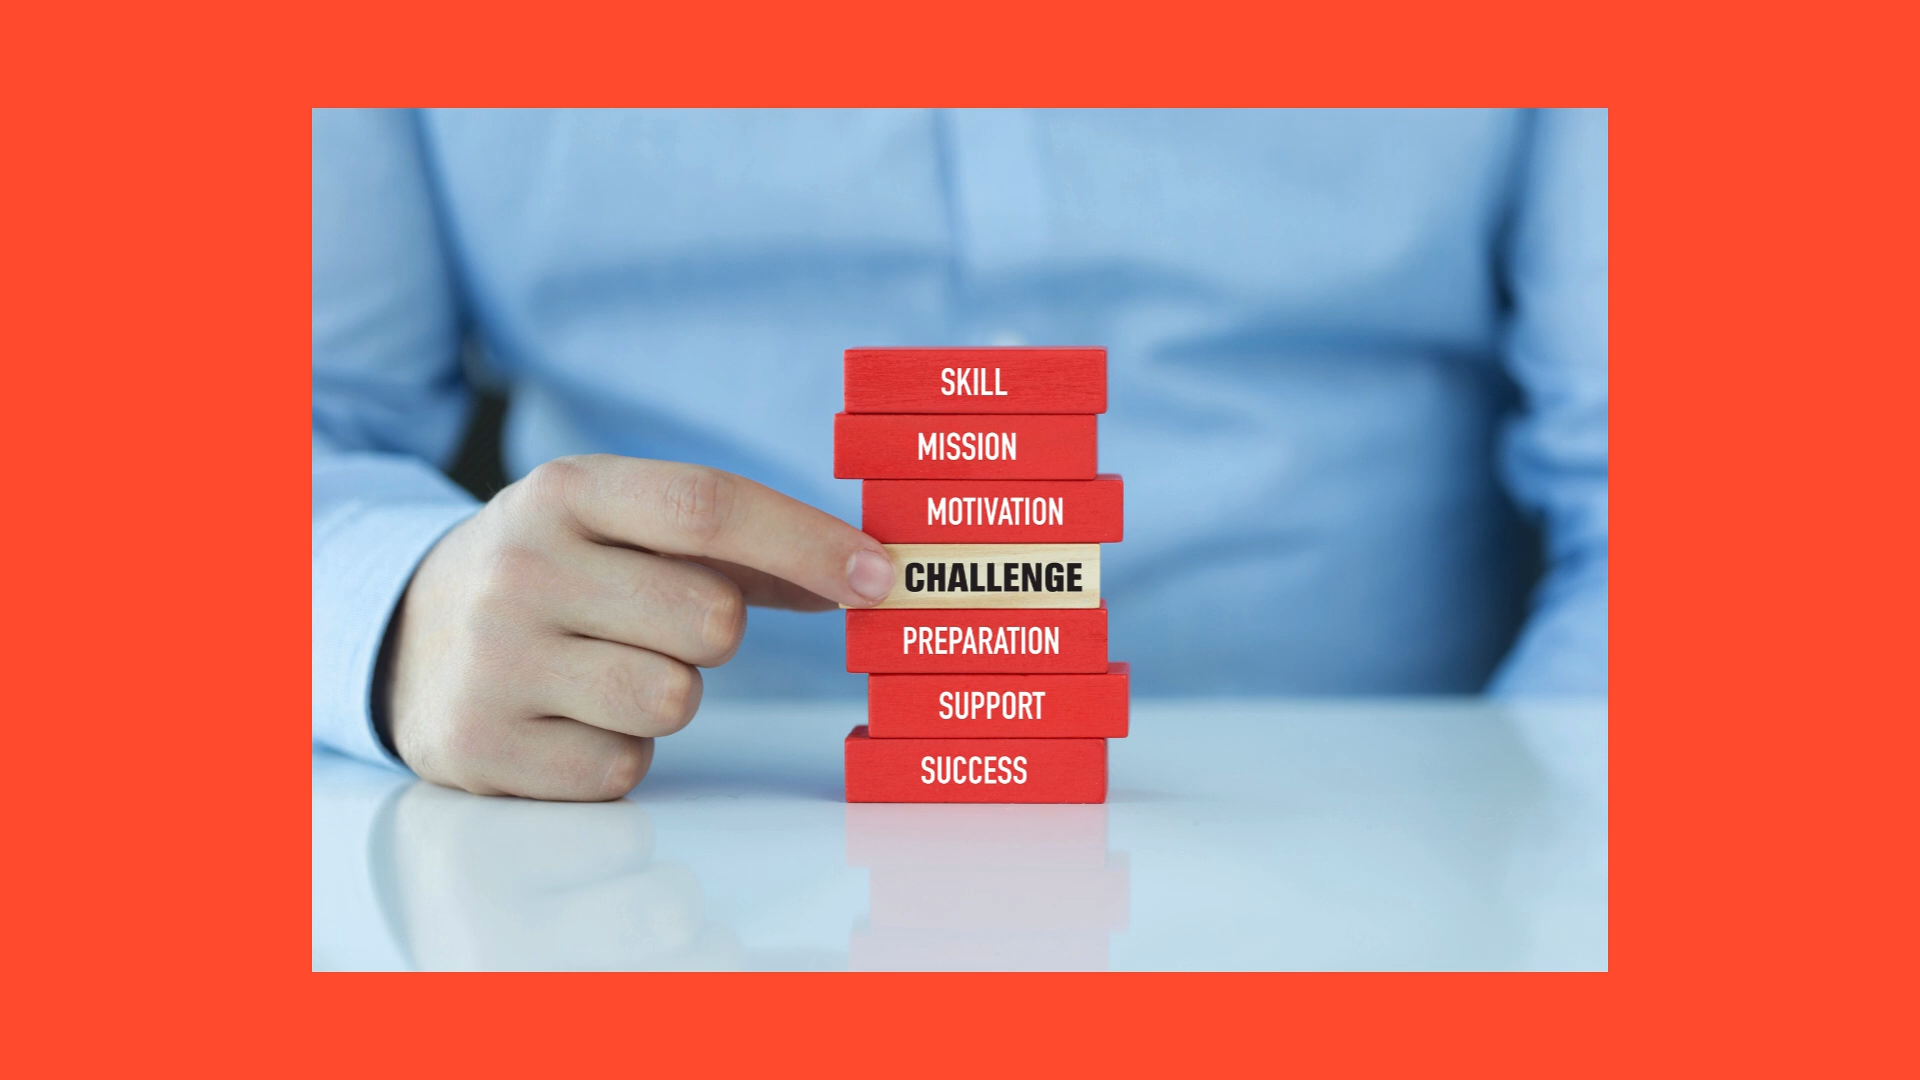 SKILL
MISSION
MOTIVATION
CHALLENGE
PREPARATION
SUPPORT
SUCCESS